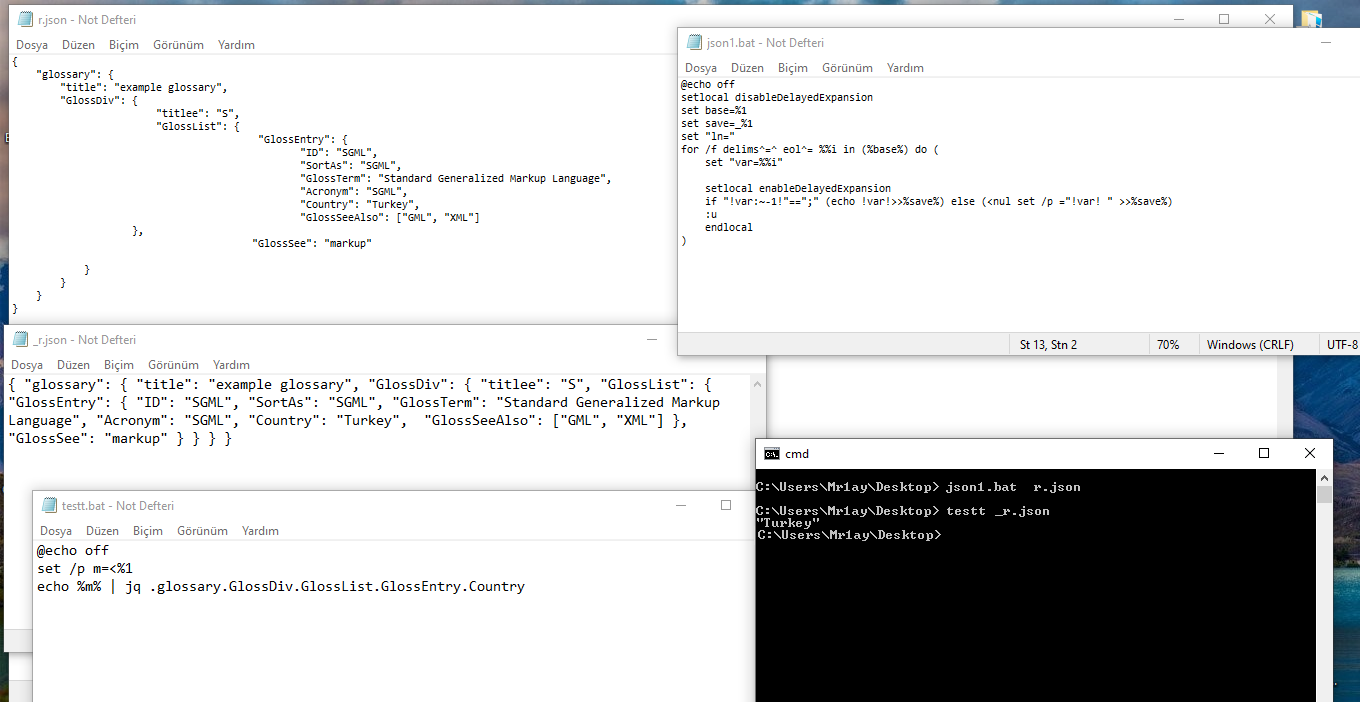 r.json - Not Defteri
Dosya Düzen Biçim Görünüm Yardım
{
"glossary": {
"title": "example glossary",
"GlossDiv": {
"titlee": "S",
"GlossList": {
"GlossEntry": {
"ID": "SGML",
"SortAs": "SGML",
"GlossTerm": "Standard Generalized Markup Language",
"Acronym": "SGML",
"Country": "Turkey",
"GlossSeeAlso": ["GML", "XML"]
},
"GlossSee": "markup"
}
}
}
}
json1.bat - Not Defteri
Dosya Düzen Biçim Görünüm Yardım
@echo off
setlocal disableDelayedExpansion
set base=%1
set save=_%1
set "ln="
for /f delims^=^ eol^= %%i in (%base%) do (
set "var=%%i"
setlocal enableDelayedExpansion
if "!var:~-1!"==";" (echo !var!>>%save%) else (<nul set /p ="!var! " >>%save%)
:u
endlocal
)
St 13, Stn 2 70% Windows (CRLF) UTF-8
_r.json - Not Defteri
Dosya Düzen Biçim Görünüm Yardım
{ "glossary": { "title": "example glossary", "GlossDiv": { "titlee": "S", "GlossList": {
"GlossEntry": { "ID": "SGML", "SortAs": "SGML", "GlossTerm": "Standard Generalized Markup
Language", "Acronym": "SGML", "Country": "Turkey",  "GlossSeeAlso": ["GML", "XML"] },
"GlossSee": "markup" } } } }
testt.bat - Not Defteri
Dosya Düzen Biçim Görünüm Yardım
@echo off
set /p m=<%1
echo %m% | jq .glossary.GlossDiv.GlossList.GlossEntry.Country
C:\. cmd
C:\Users\Mr1ay\Desktop> json1.bat  r.json
C:\Users\Mr1ay\Desktop> testt _r.json
"Turkey"
C:\Users\Mr1ay\Desktop>